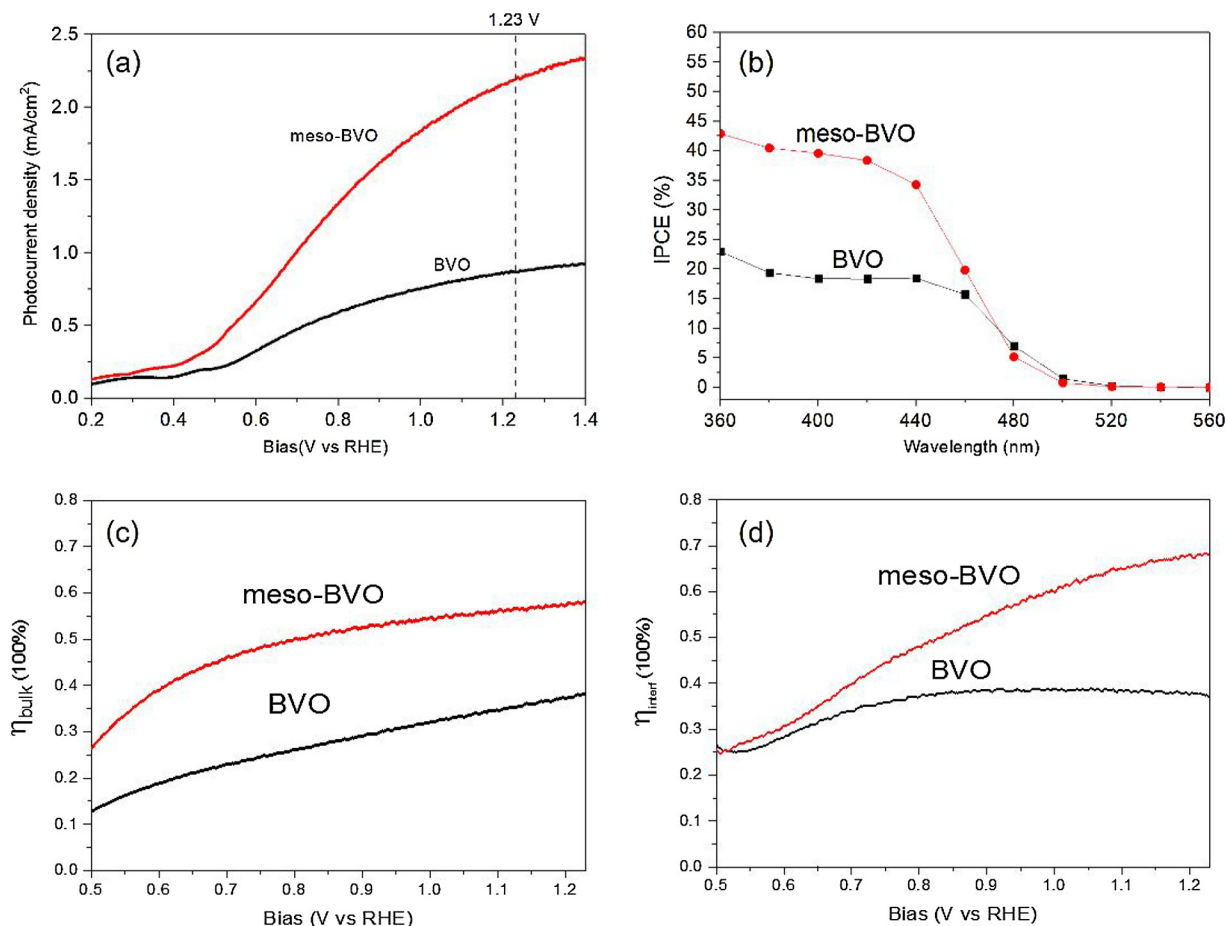 (a)
1.23 V
2.5
2.0
1.5
1.0
0.5
0.0
Photocurrent density (mA/cm²)
meso-BVO
BVO
0.2 0.4 0.6 0.8 1.0 1.2 1.4
Bias(V vs RHE)
(b)
60
55
50
45
40
35
30
25
20
15
10
5
0
IPCE (%)
meso-BVO
BVO
360 400 440 480 520 560
Wavelength (nm)
(c)
0.8
0.7
0.6
0.5
0.4
0.3
0.2
0.1
0.0
ηbulk (100%)
meso-BVO
BVO
0.5 0.6 0.7 0.8 0.9 1.0 1.1 1.2
Bias (V vs RHE)
(d)
0.8
0.7
0.6
0.5
0.4
0.3
0.2
0.1
0.0
ηinterf (100%)
meso-BVO
BVO
0.5 0.6 0.7 0.8 0.9 1.0 1.1 1.2
Bias (V vs RHE)